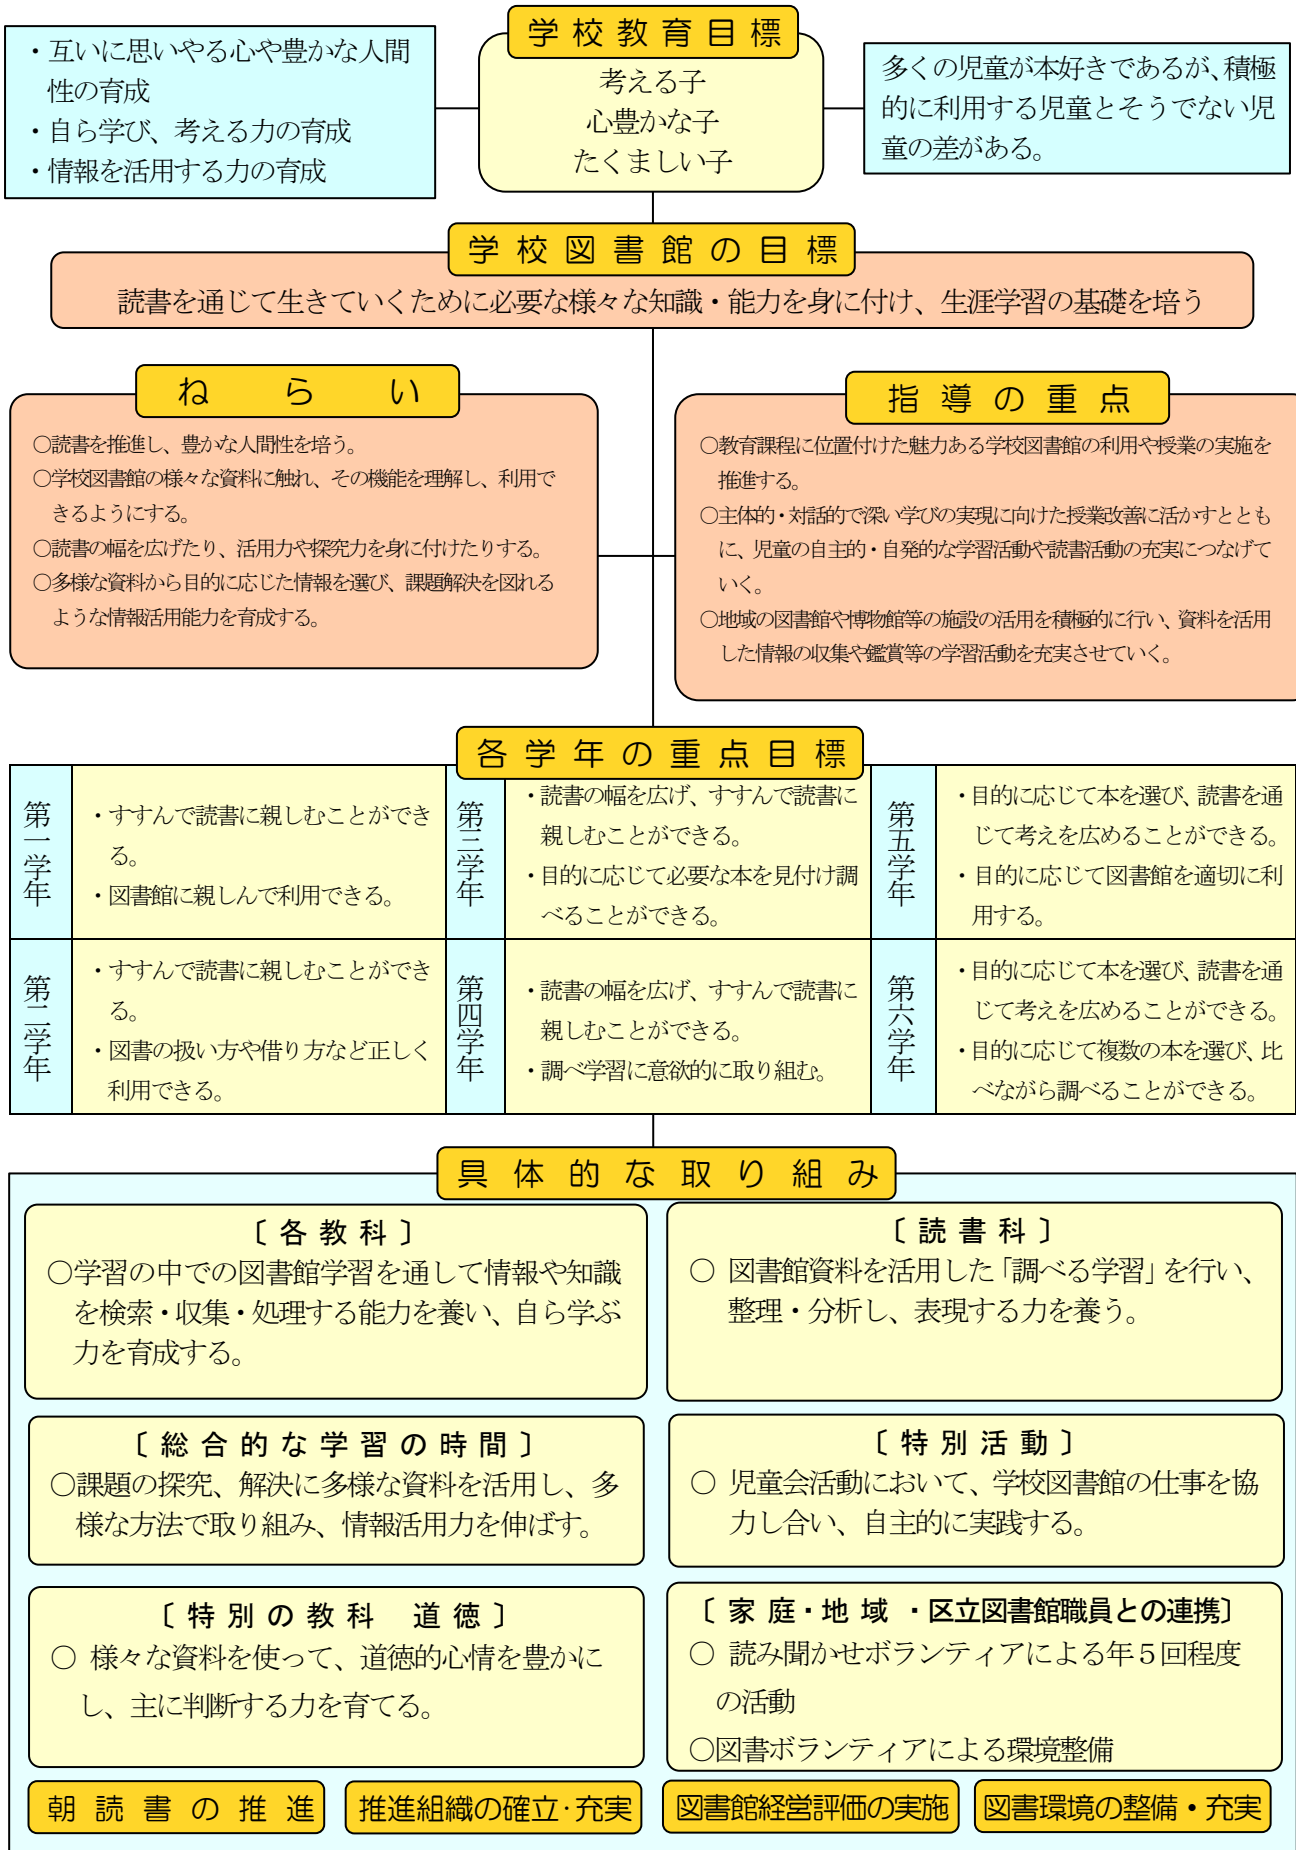 学校教育目標
考える子
心豊かな子
たくましい子
・互いに思いやる心や豊かな人間
性の育成
・自ら学び、考える力の育成
・情報を活用する力の育成
多くの児童が本好きであるが、積極
的に利用する児童とそうでない児
童の差がある。
学校図書館の目標
読書を通じて生きていくために必要な様々な知識・能力を身に付け、生涯学習の基礎を培う
ねらい
○読書を推進し、豊かな人間性を培う。
○学校図書館の様々な資料に触れ、その機能を理解し、利用で
きるようにする。
○読書の幅を広げたり、活用力や探究力を身に付けたりする。
○多様な資料から目的に応じた情報を選び、課題解決を図れる
ような情報活用能力を育成する。
指導の重点
○教育課程に位置付けた魅力ある学校図書館の利用や授業の実施を
推進する。
○主体的・対話的で深い学びの実現に向けた授業改善に活かすととも
に、児童の自主的・自発的な学習活動や読書活動の充実につなげて
いく。
○地域の図書館や博物館等の施設の活用を積極的に行い、資料を活用
した情報の収集や鑑賞等の学習活動を充実させていく。
各学年の重点目標
第一学年
・すすんで読書に親しむことができ
る。
・図書館に親しんで利用できる。
第三学年
・読書の幅を広げ、すすんで読書に
親しむことができる。
・目的に応じて必要な本を見付け調
べることができる。
第五学年
・目的に応じて本を選び、読書を通
じて考えを広めることができる。
・目的に応じて図書館を適切に利
用する。
第二学年
・すすんで読書に親しむことができ
る。
・図書の扱い方や借り方など正しく
利用できる。
第四学年
・読書の幅を広げ、すすんで読書に
親しむことができる。
・調べ学習に意欲的に取り組む。
第六学年
・目的に応じて本を選び、読書を通
じて考えを広めることができる。
・目的に応じて複数の本を選び、比
べながら調べることができる。
具体的な取り組み
〔各教科〕
○学習の中での図書館学習を通して情報や知識
を検索・収集・処理する能力を養い、自ら学ぶ
力を育成する。
〔読書科〕
○ 図書館資料を活用した「調べる学習」を行い、
整理・分析し、表現する力を養う。
〔総合的な学習の時間〕
○課題の探究、解決に多様な資料を活用し、多
様な方法で取り組み、情報活用力を伸ばす。
〔特別活動〕
○ 児童会活動において、学校図書館の仕事を協
力し合い、自主的に実践する。
〔特別の教科 道徳〕
○ 様々な資料を使って、道徳的心情を豊かに
し、主に判断する力を育てる。
〔家庭・地域・区立図書館職員との連携〕
○ 読み聞かせボランティアによる年５回程度
の活動
○図書ボランティアによる環境整備
朝読書の推進
推進組織の確立・充実
図書館経営評価の実施
図書環境の整備・充実